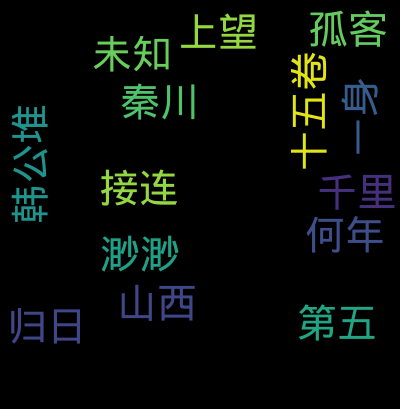 孤客
上望
未知
十五卷
一身
秦川
韩公堆
接连
千里
何年
渺渺
山西
归日
第五